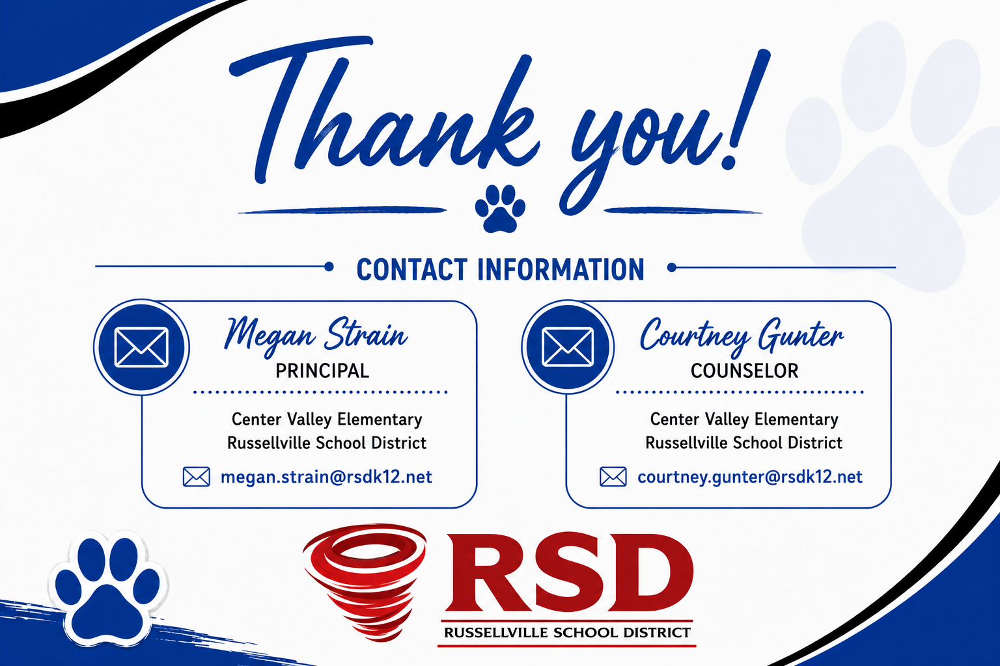 Thank you!
CONTACT INFORMATION
Megan Strain
PRINCIPAL
Center Valley Elementary
Russellville School District
megan.strain@rsdk12.net
Courtney Gunter
COUNSELOR
Center Valley Elementary
Russellville School District
courtney.gunter@rsdk12.net
RSD
RUSSELLVILLE SCHOOL DISTRICT